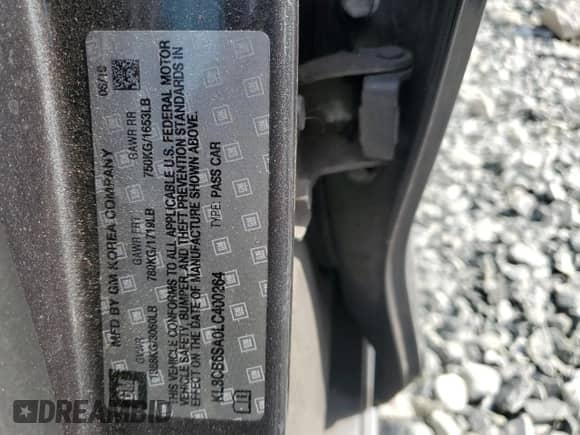 MFD BY GM KOREA COMPANY 06/19
GVWR GAWR FRT GAWR RR
1388KG/3060LB 780KG/1719LB 750KG/1653LB
THIS VEHICLE CONFORMS TO ALL APPLICABLE U.S. FEDERAL MOTOR
VEHICLE SAFETY, BUMPER, AND THEFT PREVENTION STANDARDS IN
EFFECT ON THE DATE OF MANUFACTURE SHOWN ABOVE.
KL8CB6SA0LC400264 TYPE: PASS CAR
DREAMBID